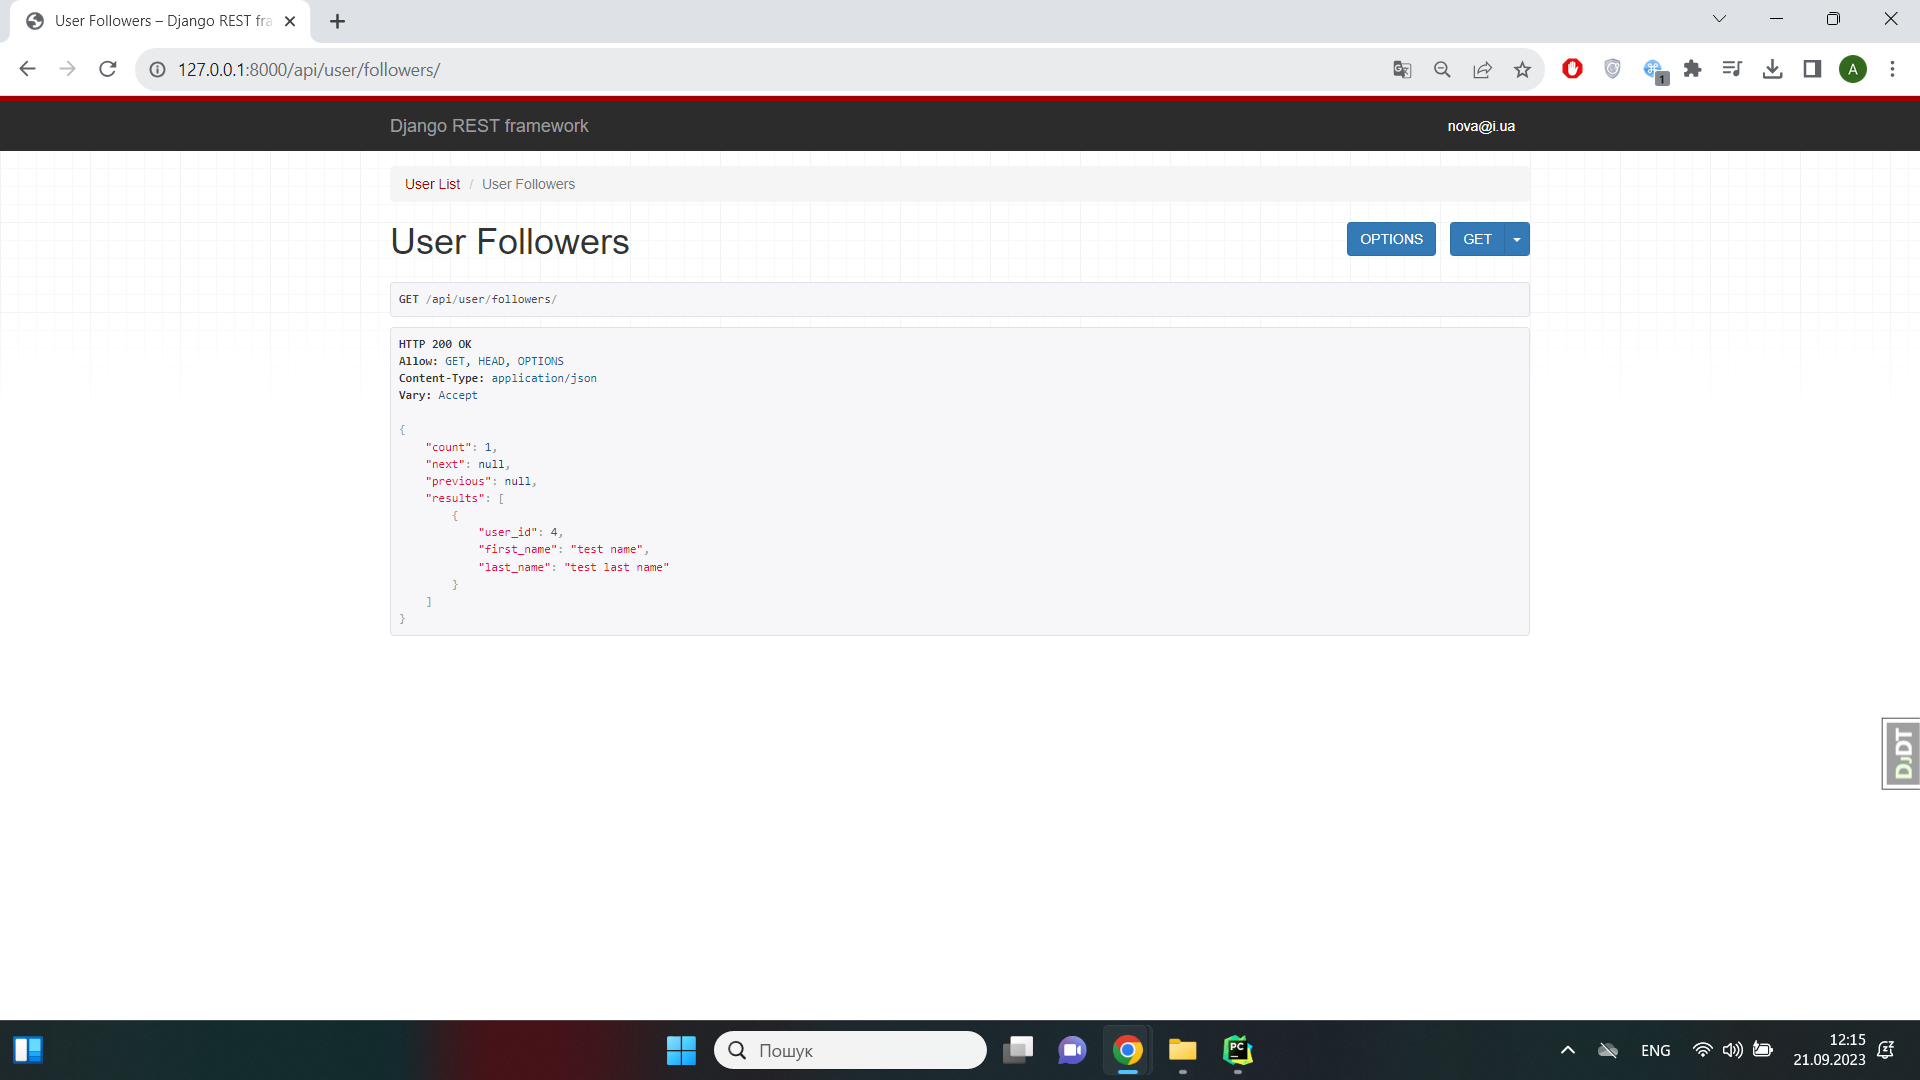 User Followers – Django REST fra
127.0.0.1:8000/api/user/followers/
1
A
Django REST framework
nova@i.ua
User List / User Followers
User Followers
OPTIONS
GET
GET /api/user/followers/
HTTP 200 OK
Allow: GET, HEAD, OPTIONS
Content-Type: application/json
Vary: Accept
{
"count": 1,
"next": null,
"previous": null,
"results": [
{
"user_id": 4,
"first_name": "test name",
"last_name": "test last name"
}
]
}
DJDT
Пошук
PC
ENG
12:15
21.09.2023